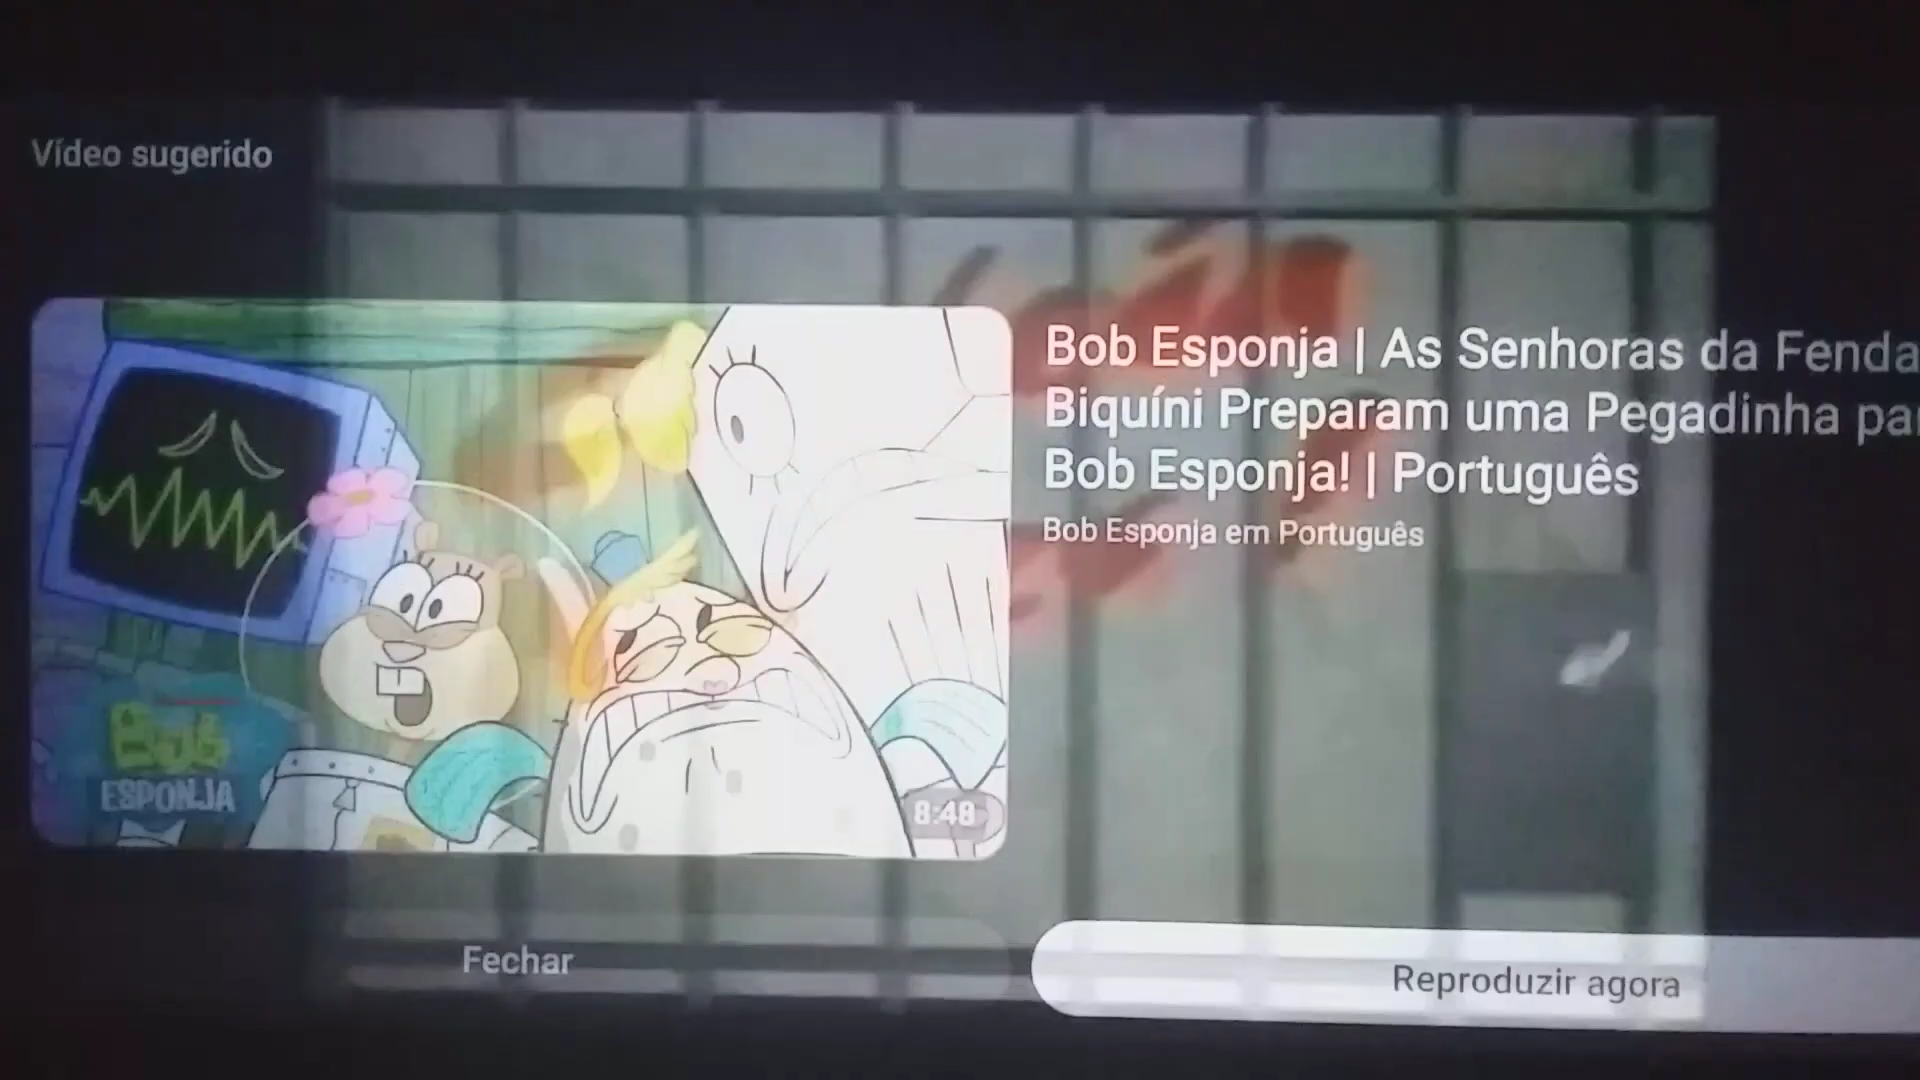 Vídeo sugerido
Bob Esponja | As Senhoras da Fenda
Biquíni Preparam uma Pegadinha
Bob Esponja! | Português
Bob Esponja em Português
Bob
ESPONJA
8:48
Fechar
Reproduzir agora